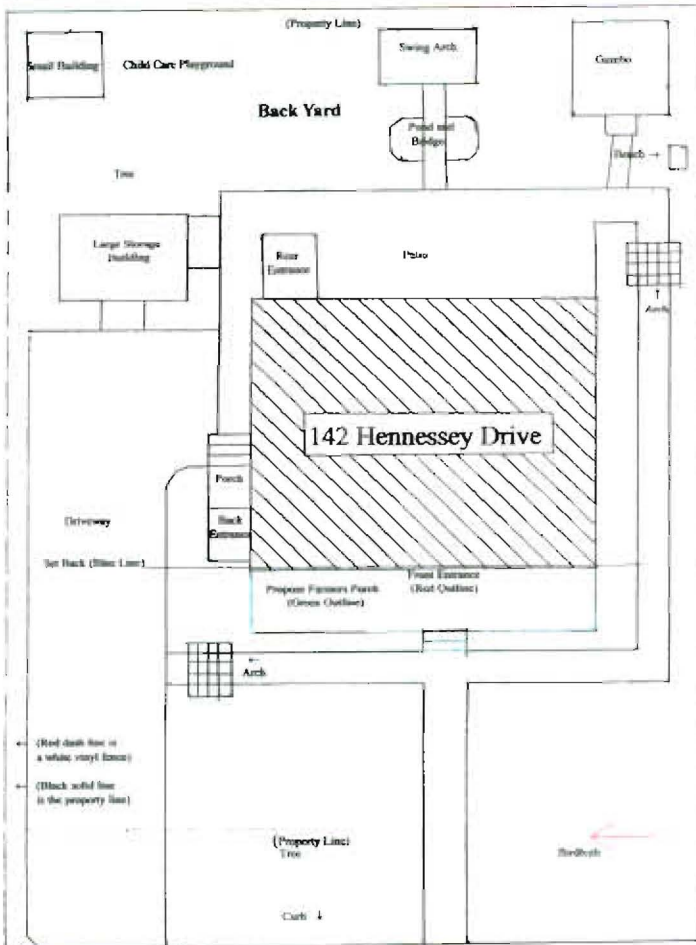 (Property Line)
Small Building
Child Care Playground
Swing Arch
Gazebo
Back Yard
Pond and
Bridge
Bench →
Tree
Large Storage
Building
Rear
Entrance
Patio
↑
Arch
142 Hennessey Drive
Porch
Driveway
Back
Entrance
Set Back (Blue Line)
Propose Farmers Porch
(Green Outline)
Front Entrance
(Red Outline)
←
Arch
← (Red dash line is
a white vinyl fence)
← (Black solid line
is the property line)
(Property Line)
Tree
Birdbath
Curb ↓